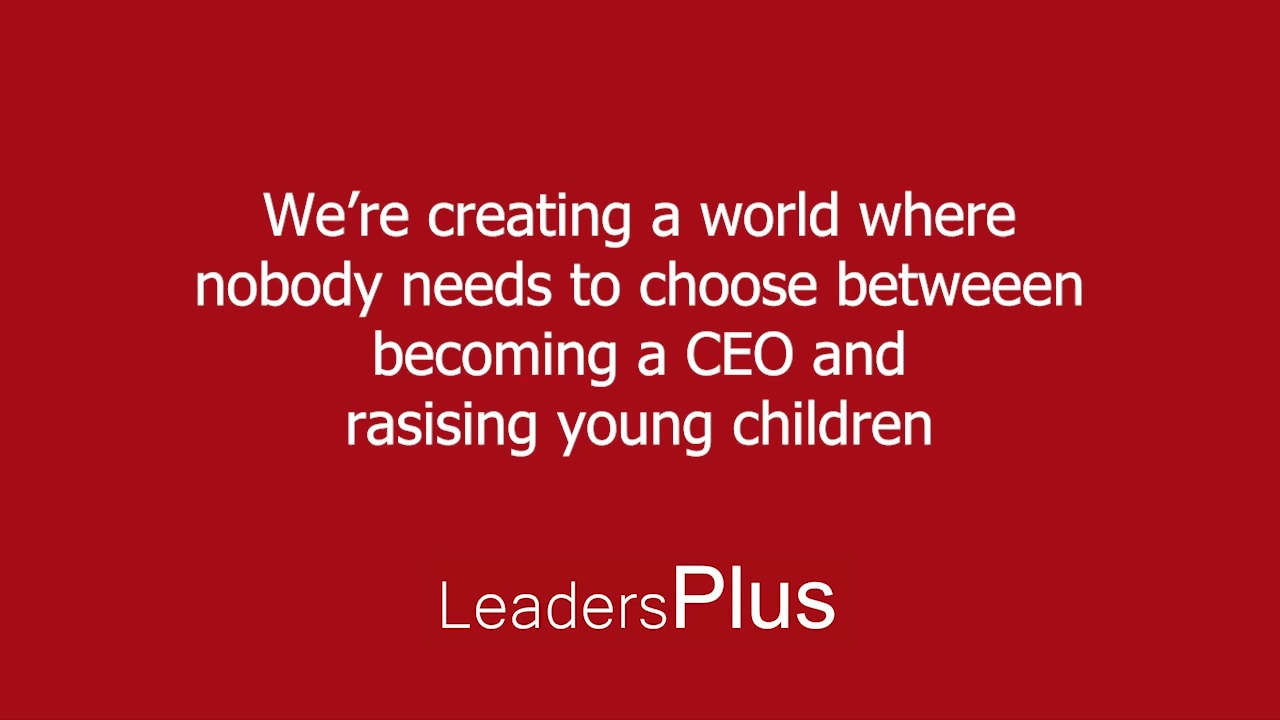 We’re creating a world where
nobody needs to choose betweeen
becoming a CEO and
rasising young children
LeadersPlus